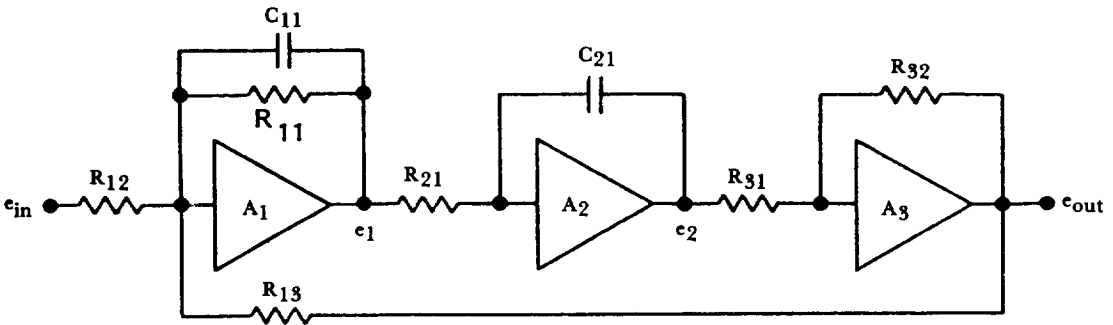 C11
R11
C21
R32
R12
R21
R31
ein
A1
A2
A3
eout
e1
e2
R13